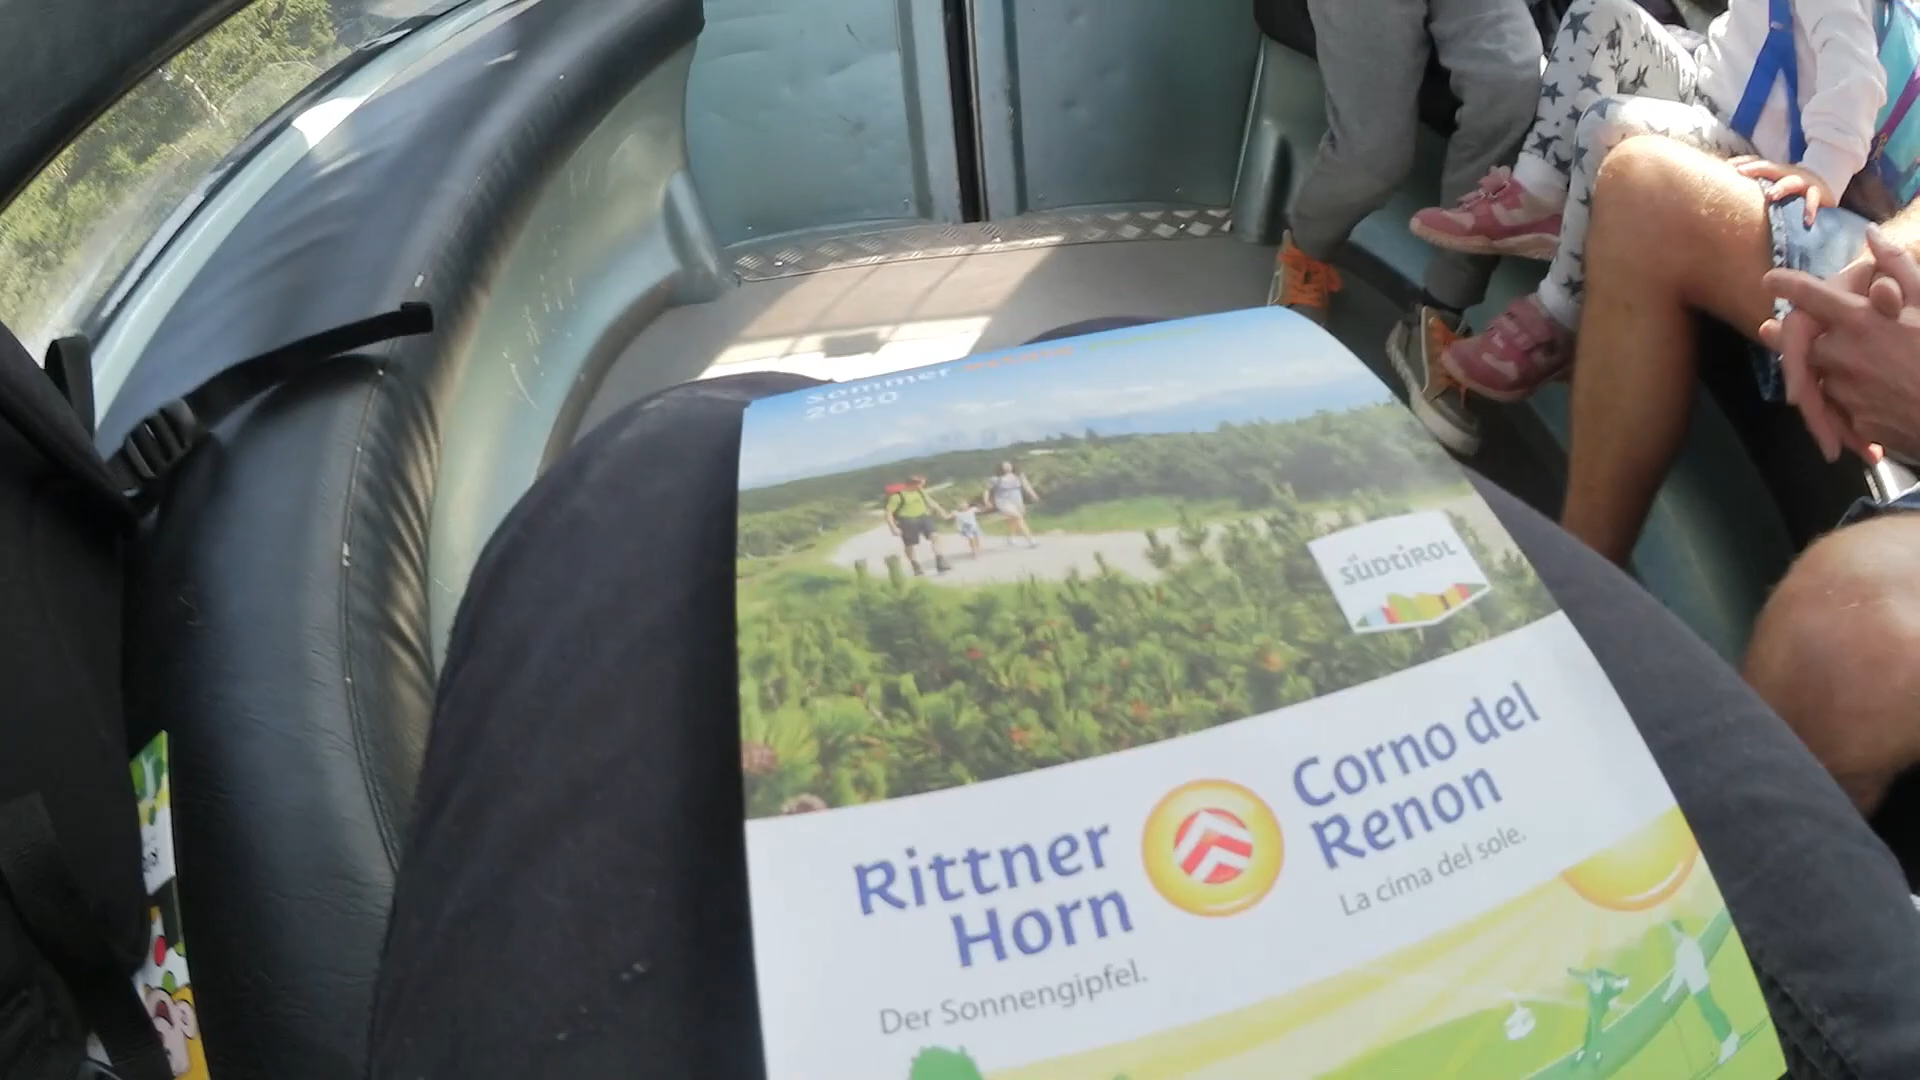 Sommer
2020
SÜDTIROL
Rittner
Horn
Der Sonnengipfel.
Corno del
Renon
La cima del sole.